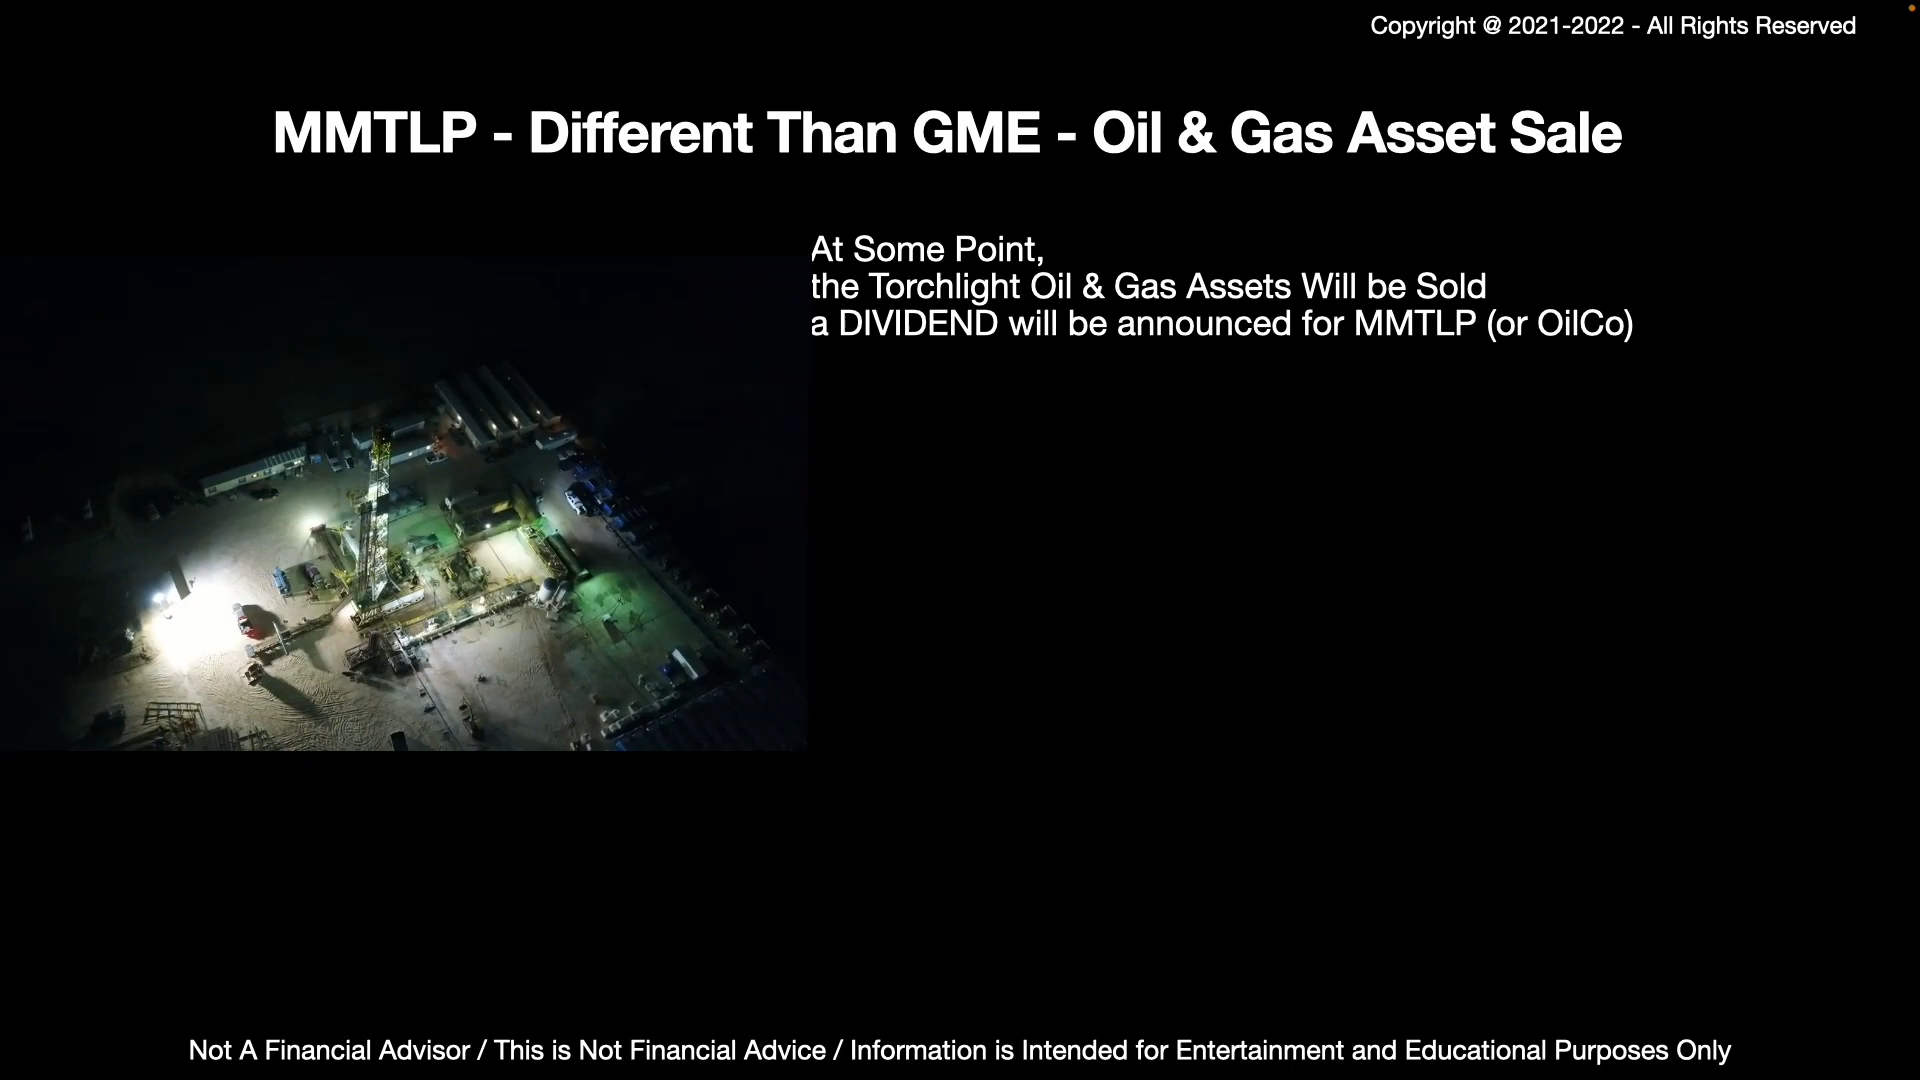 Copyright @ 2021-2022 - All Rights Reserved
MMTLP - Different Than GME - Oil & Gas Asset Sale
At Some Point,
the Torchlight Oil & Gas Assets Will be Sold
a DIVIDEND will be announced for MMTLP (or OilCo)
Not A Financial Advisor / This is Not Financial Advice / Information is Intended for Entertainment and Educational Purposes Only